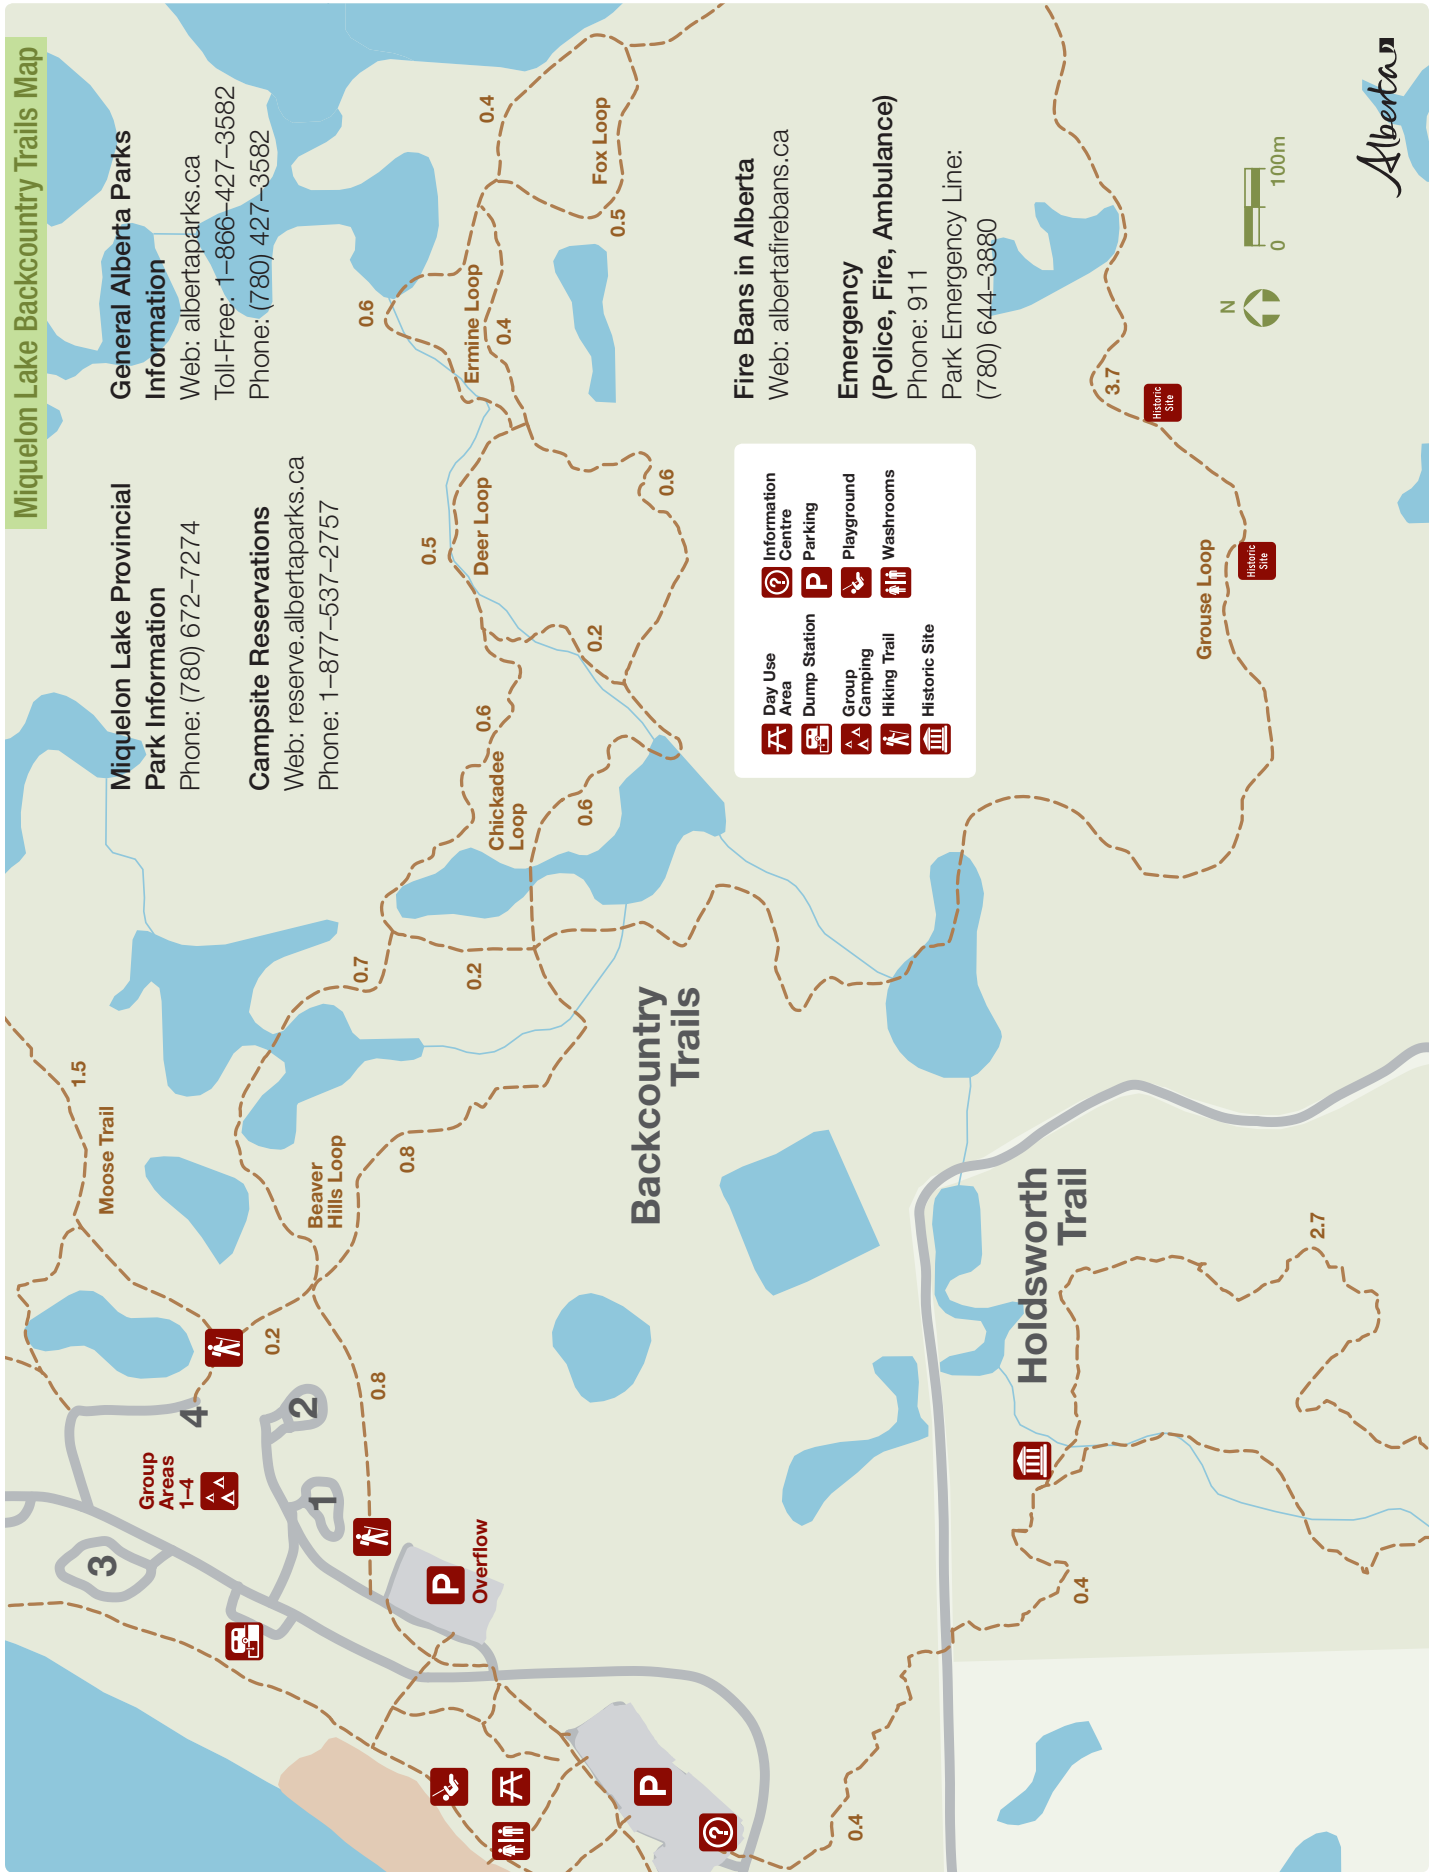 Miquelon Lake Backcountry Trails Map
Miquelon Lake Provincial
Park Information
Phone: (780) 672–7274
Campsite Reservations
Web: reserve.albertaparks.ca
Phone: 1–877–537–2757
General Alberta Parks
Information
Web: albertaparks.ca
Toll-Free: 1–866–427–3582
Phone: (780) 427–3582
Fire Bans in Alberta
Web: albertafirebans.ca
Emergency
(Police, Fire, Ambulance)
Phone: 911
Park Emergency Line:
(780) 644–3880
Day Use
Area
Dump Station
Group
Camping
Hiking Trail
Historic Site
Information
Centre
P
Parking
Playground
Washrooms
Moose Trail
1.5
Beaver
Hills Loop
0.7
0.8
0.2
0.8
0.2
Chickadee
Loop
0.6
0.6
Deer Loop
0.5
0.2
0.6
Ermine Loop
0.6
0.4
Fox Loop
0.4
0.5
Grouse Loop
3.7
Historic
Site
Historic
Site
Backcountry
Trails
Holdsworth
Trail
2.7
0.4
0.4
Group
Areas
1–4
1
2
3
4
P
Overflow
P
?
N
0
100m
Alberta